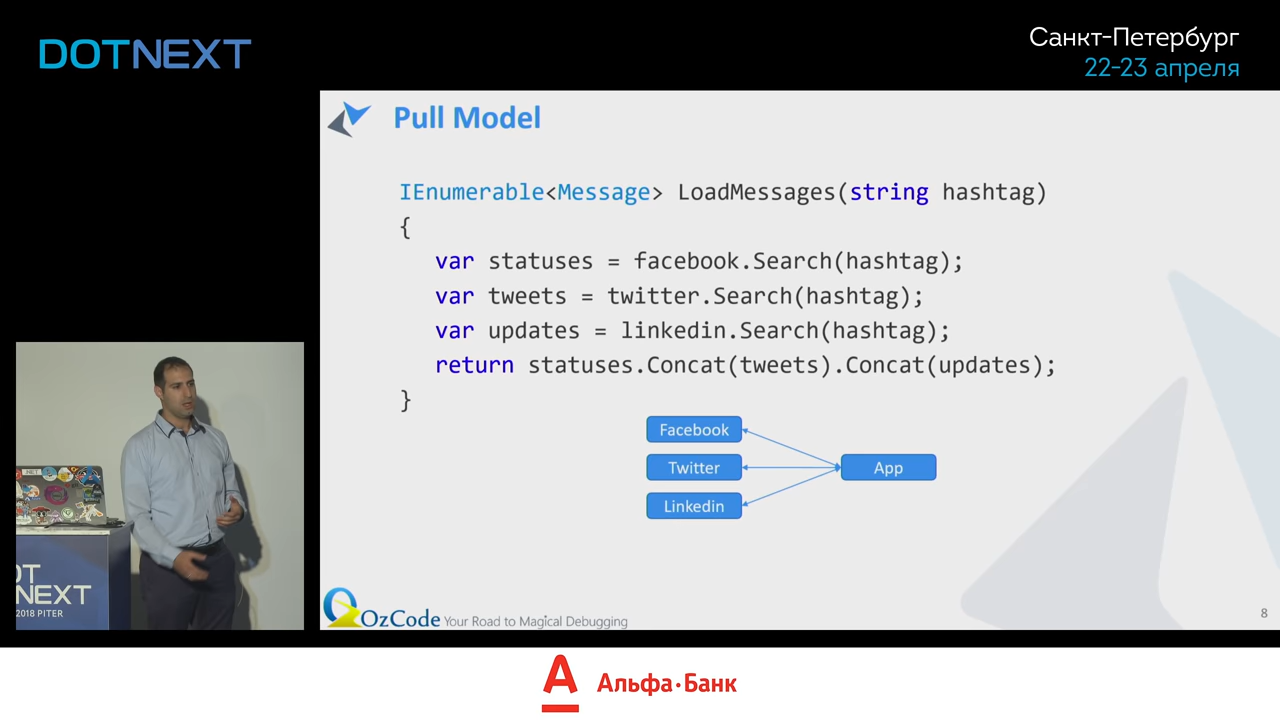 DOTNEXT
Санкт-Петербург
22-23 апреля
Pull Model
IEnumerable<Message> LoadMessages(string hashtag)
{
var statuses = facebook.Search(hashtag);
var tweets = twitter.Search(hashtag);
var updates = linkedin.Search(hashtag);
return statuses.Concat(tweets).Concat(updates);
}
Facebook
Twitter
App
Linkedin
OzCode Your Road to Magical Debugging
8
.NET
OT
NEXT
2018 PITER
А
Альфа·Банк